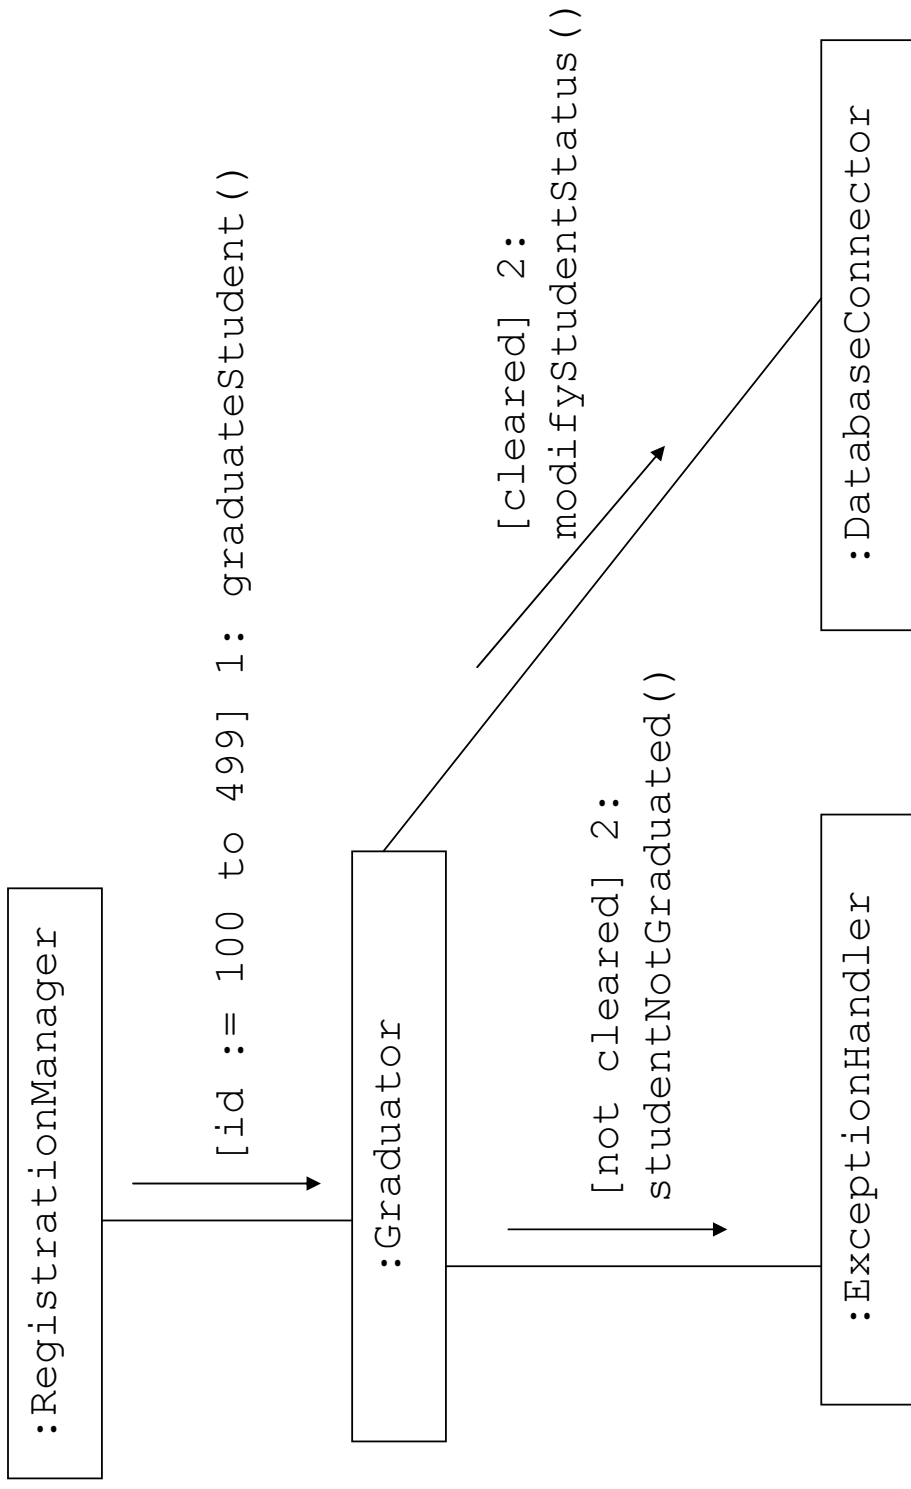 :RegistrationManager
[id := 100 to 499] 1: graduateStudent()
:Graduator
[cleared] 2:
modifyStudentStatus()
[not cleared] 2:
studentNotGraduated()
:ExceptionHandler
:DatabaseConnector